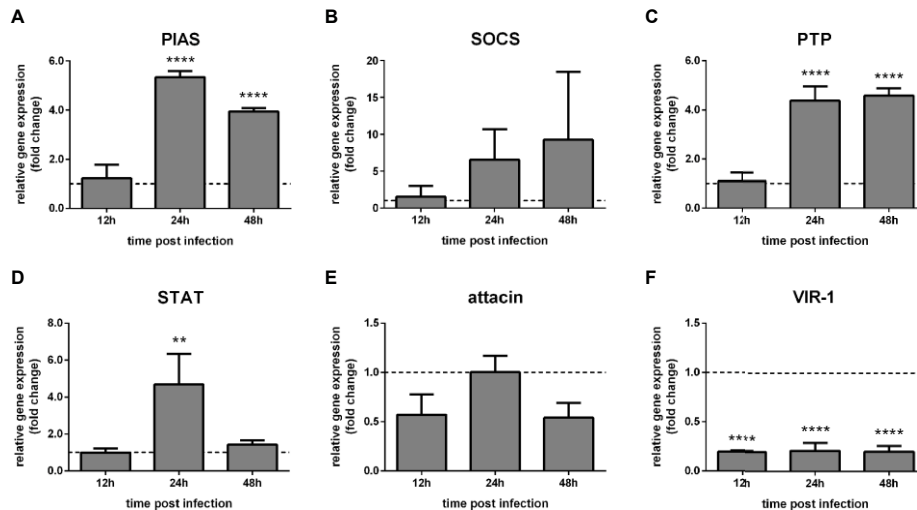 A
PIAS
relative gene expression
(fold change)
6.0
4.0
2.0
0.0
****
****
12h 24h 48h
time post infection
B
SOCS
relative gene expression
(fold change)
20
15
10
5
0
12h 24h 48h
time post infection
C
PTP
relative gene expression
(fold change)
6.0
4.0
2.0
0.0
**** ****
12h 24h 48h
time post infection
D
STAT
relative gene expression
(fold change)
8.0
6.0
4.0
2.0
0.0
**
12h 24h 48h
time post infection
E
attacin
relative gene expression
(fold change)
1.5
1.0
0.5
0.0
12h 24h 48h
time post infection
F
VIR-1
relative gene expression
(fold change)
1.5
1.0
0.5
0.0
**** **** ****
12h 24h 48h
time post infection